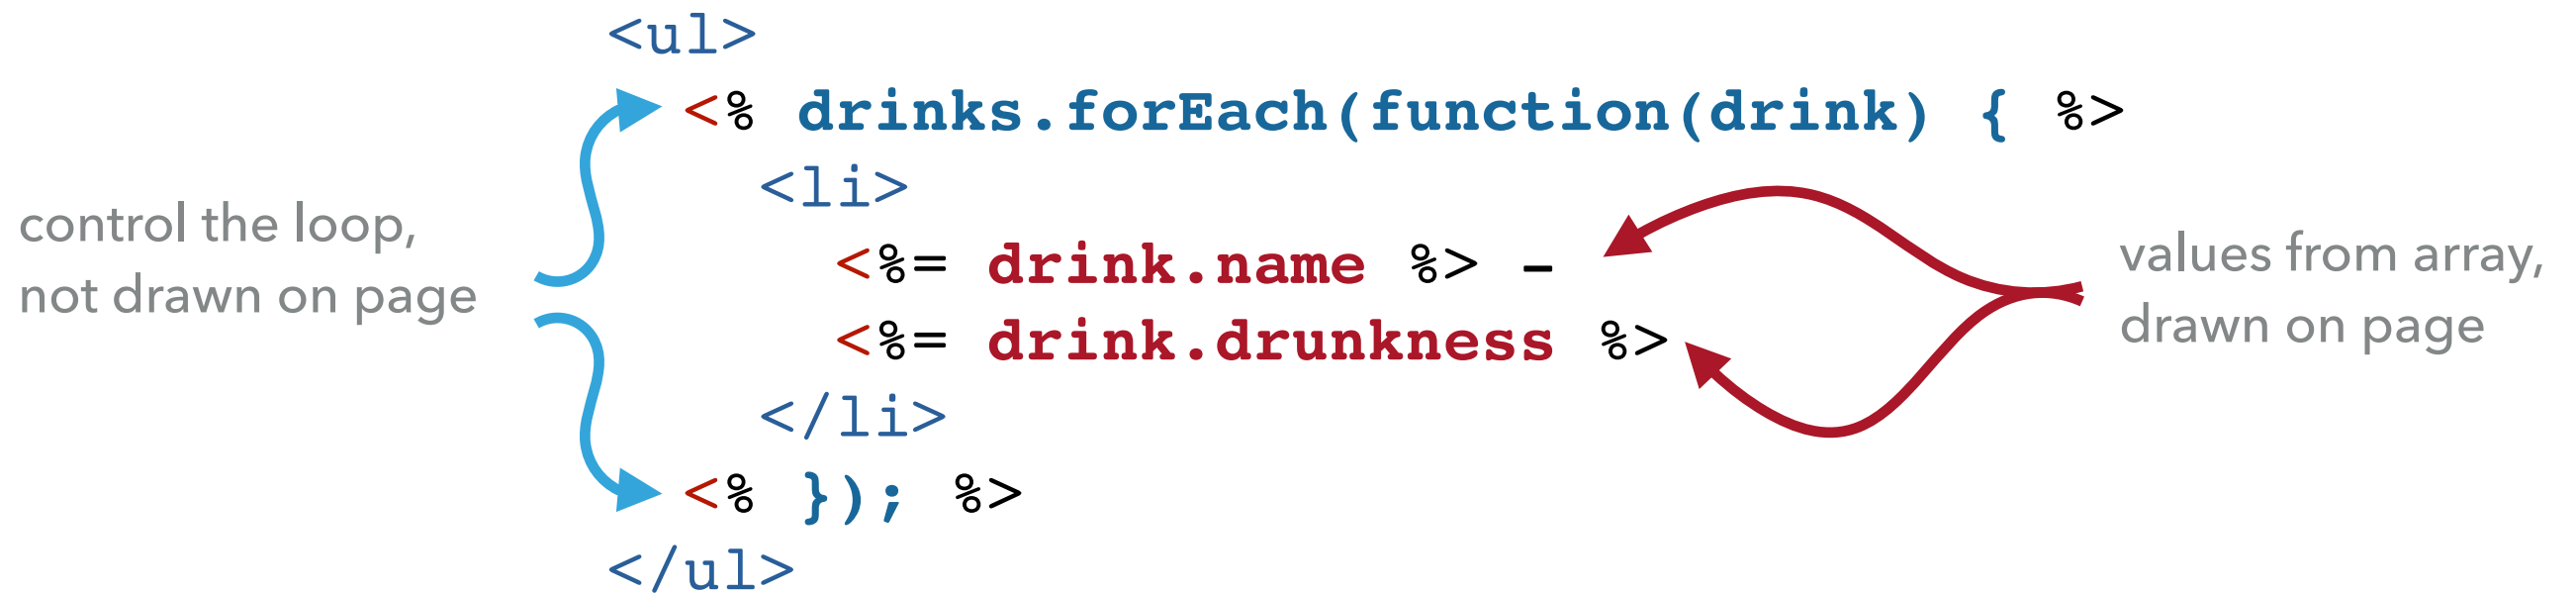 <ul>
<% drinks.forEach(function(drink) { %>
<li>
<%= drink.name %> -
<%= drink.drunkness %>
</li>
<% }); %>
</ul>
control the loop,
not drawn on page
values from array,
drawn on page